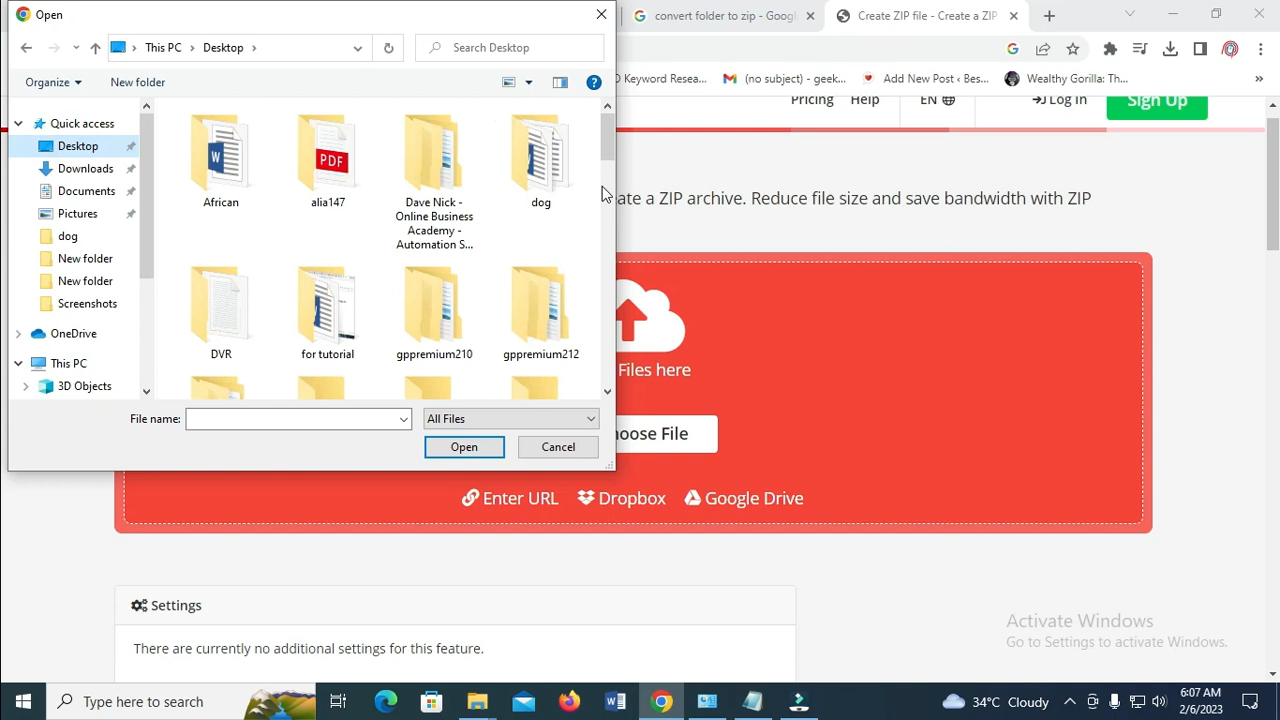 Open
convert folder to zip - Googl
Create ZIP file - Create a ZIP
This PC
Desktop
Search Desktop
Organize
New folder
D Keyword Resea...
(no subject) - geek...
Add New Post ‹ Bes...
Wealthy Gorilla: Th...
»
Pricing
Help
EN
Log In
Sign Up
Quick access
Desktop
Downloads
Documents
Pictures
dog
New folder
New folder
Screenshots
OneDrive
This PC
3D Objects
W
African
PDF
alia147
Dave Nick -
Online Business
Academy -
Automation S...
dog
DVR
for tutorial
gppremium210
gppremium212
File name:
All Files
Open
Cancel
ate a ZIP archive. Reduce file size and save bandwidth with ZIP
Files here
oose File
Enter URL
Dropbox
Google Drive
Settings
There are currently no additional settings for this feature.
Activate Windows
Go to Settings to activate Windows.
Type here to search
34°C Cloudy
6:07 AM
2/6/2023